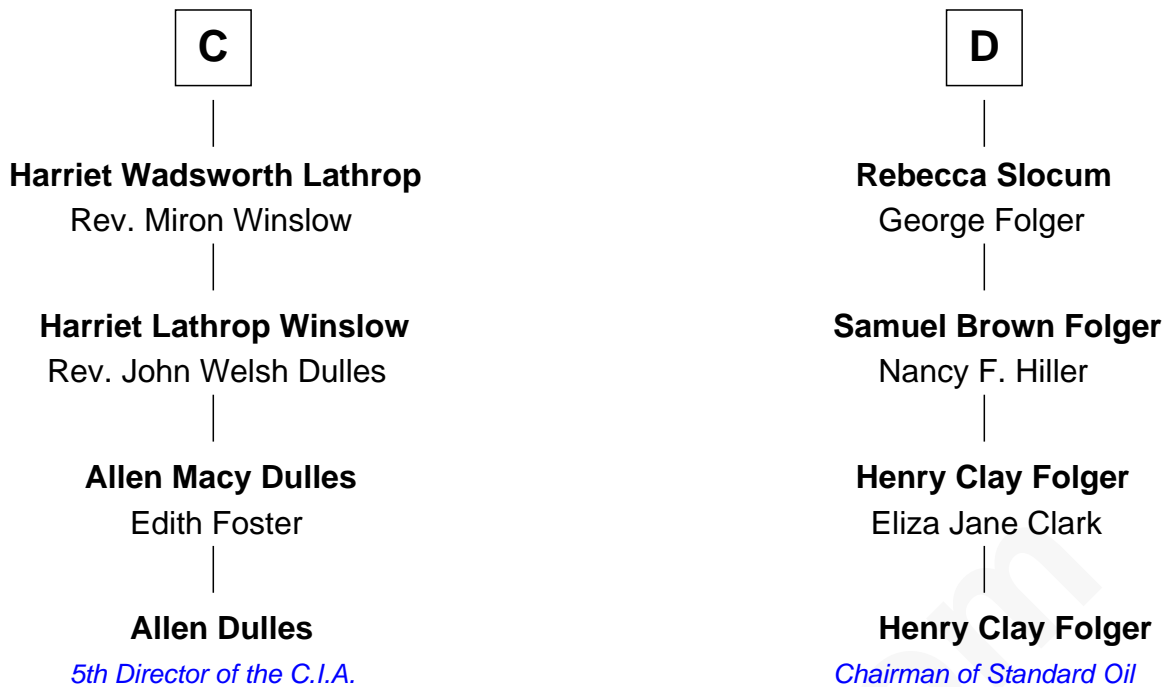 C
Harriet Wadsworth Lathrop
Rev. Miron Winslow
Harriet Lathrop Winslow
Rev. John Welsh Dulles
Allen Macy Dulles
Edith Foster
Allen Dulles
5th Director of the C.I.A.
D
Rebecca Slocum
George Folger
Samuel Brown Folger
Nancy F. Hiller
Henry Clay Folger
Eliza Jane Clark
Henry Clay Folger
Chairman of Standard Oil
om